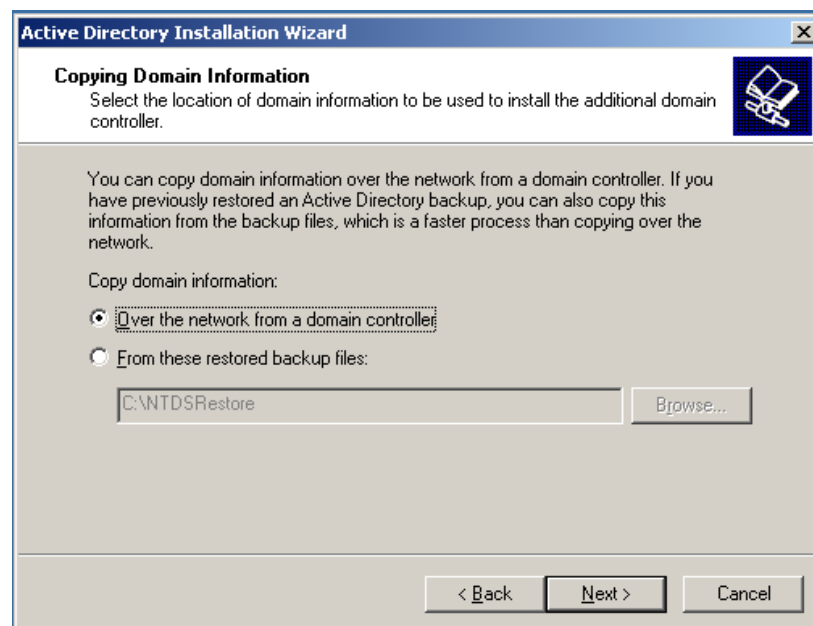 Active Directory Installation Wizard
Copying Domain Information
Select the location of domain information to be used to install the additional domain
controller.
You can copy domain information over the network from a domain controller. If you
have previously restored an Active Directory backup, you can also copy this
information from the backup files, which is a faster process than copying over the
network.
Copy domain information:
Over the network from a domain controller
From these restored backup files:
C:\NTDSRestore
Browse...
< Back
Next >
Cancel